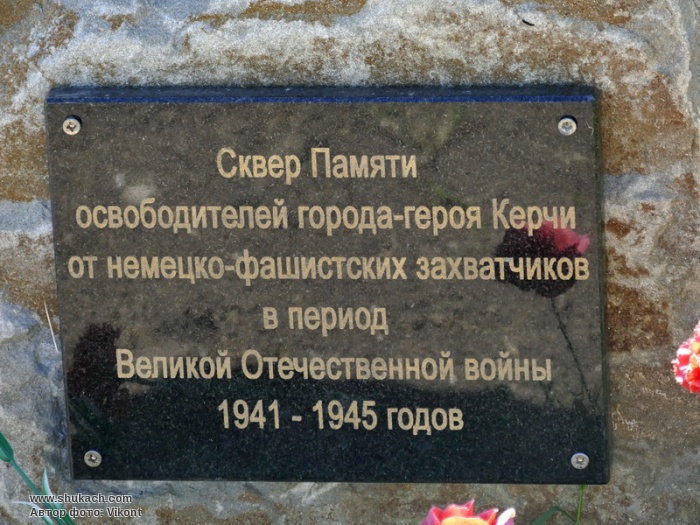 Сквер Памяти
освободителей города-героя Керчи
от немецко-фашистских захватчиков
в период
Великой Отечественной войны
1941 - 1945 годов
www.shukach.com
Автор фото: Vikont